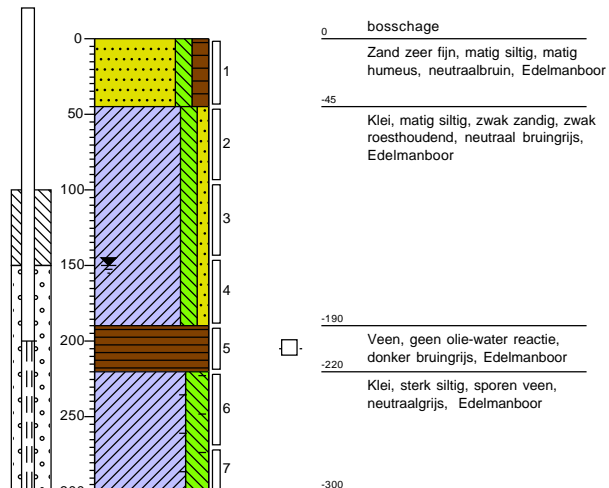 0
50
100
150
200
250
300
1
2
3
4
5
6
7
0
bosschage
Zand zeer fijn, matig siltig, matig
humeus, neutraalbruin, Edelmanboor
-45
Klei, matig siltig, zwak zandig, zwak
roesthoudend, neutraal bruingrijs,
Edelmanboor
-190
Veen, geen olie-water reactie,
donker bruingrijs, Edelmanboor
-220
Klei, sterk siltig, sporen veen,
neutraalgrijs, Edelmanboor
-300